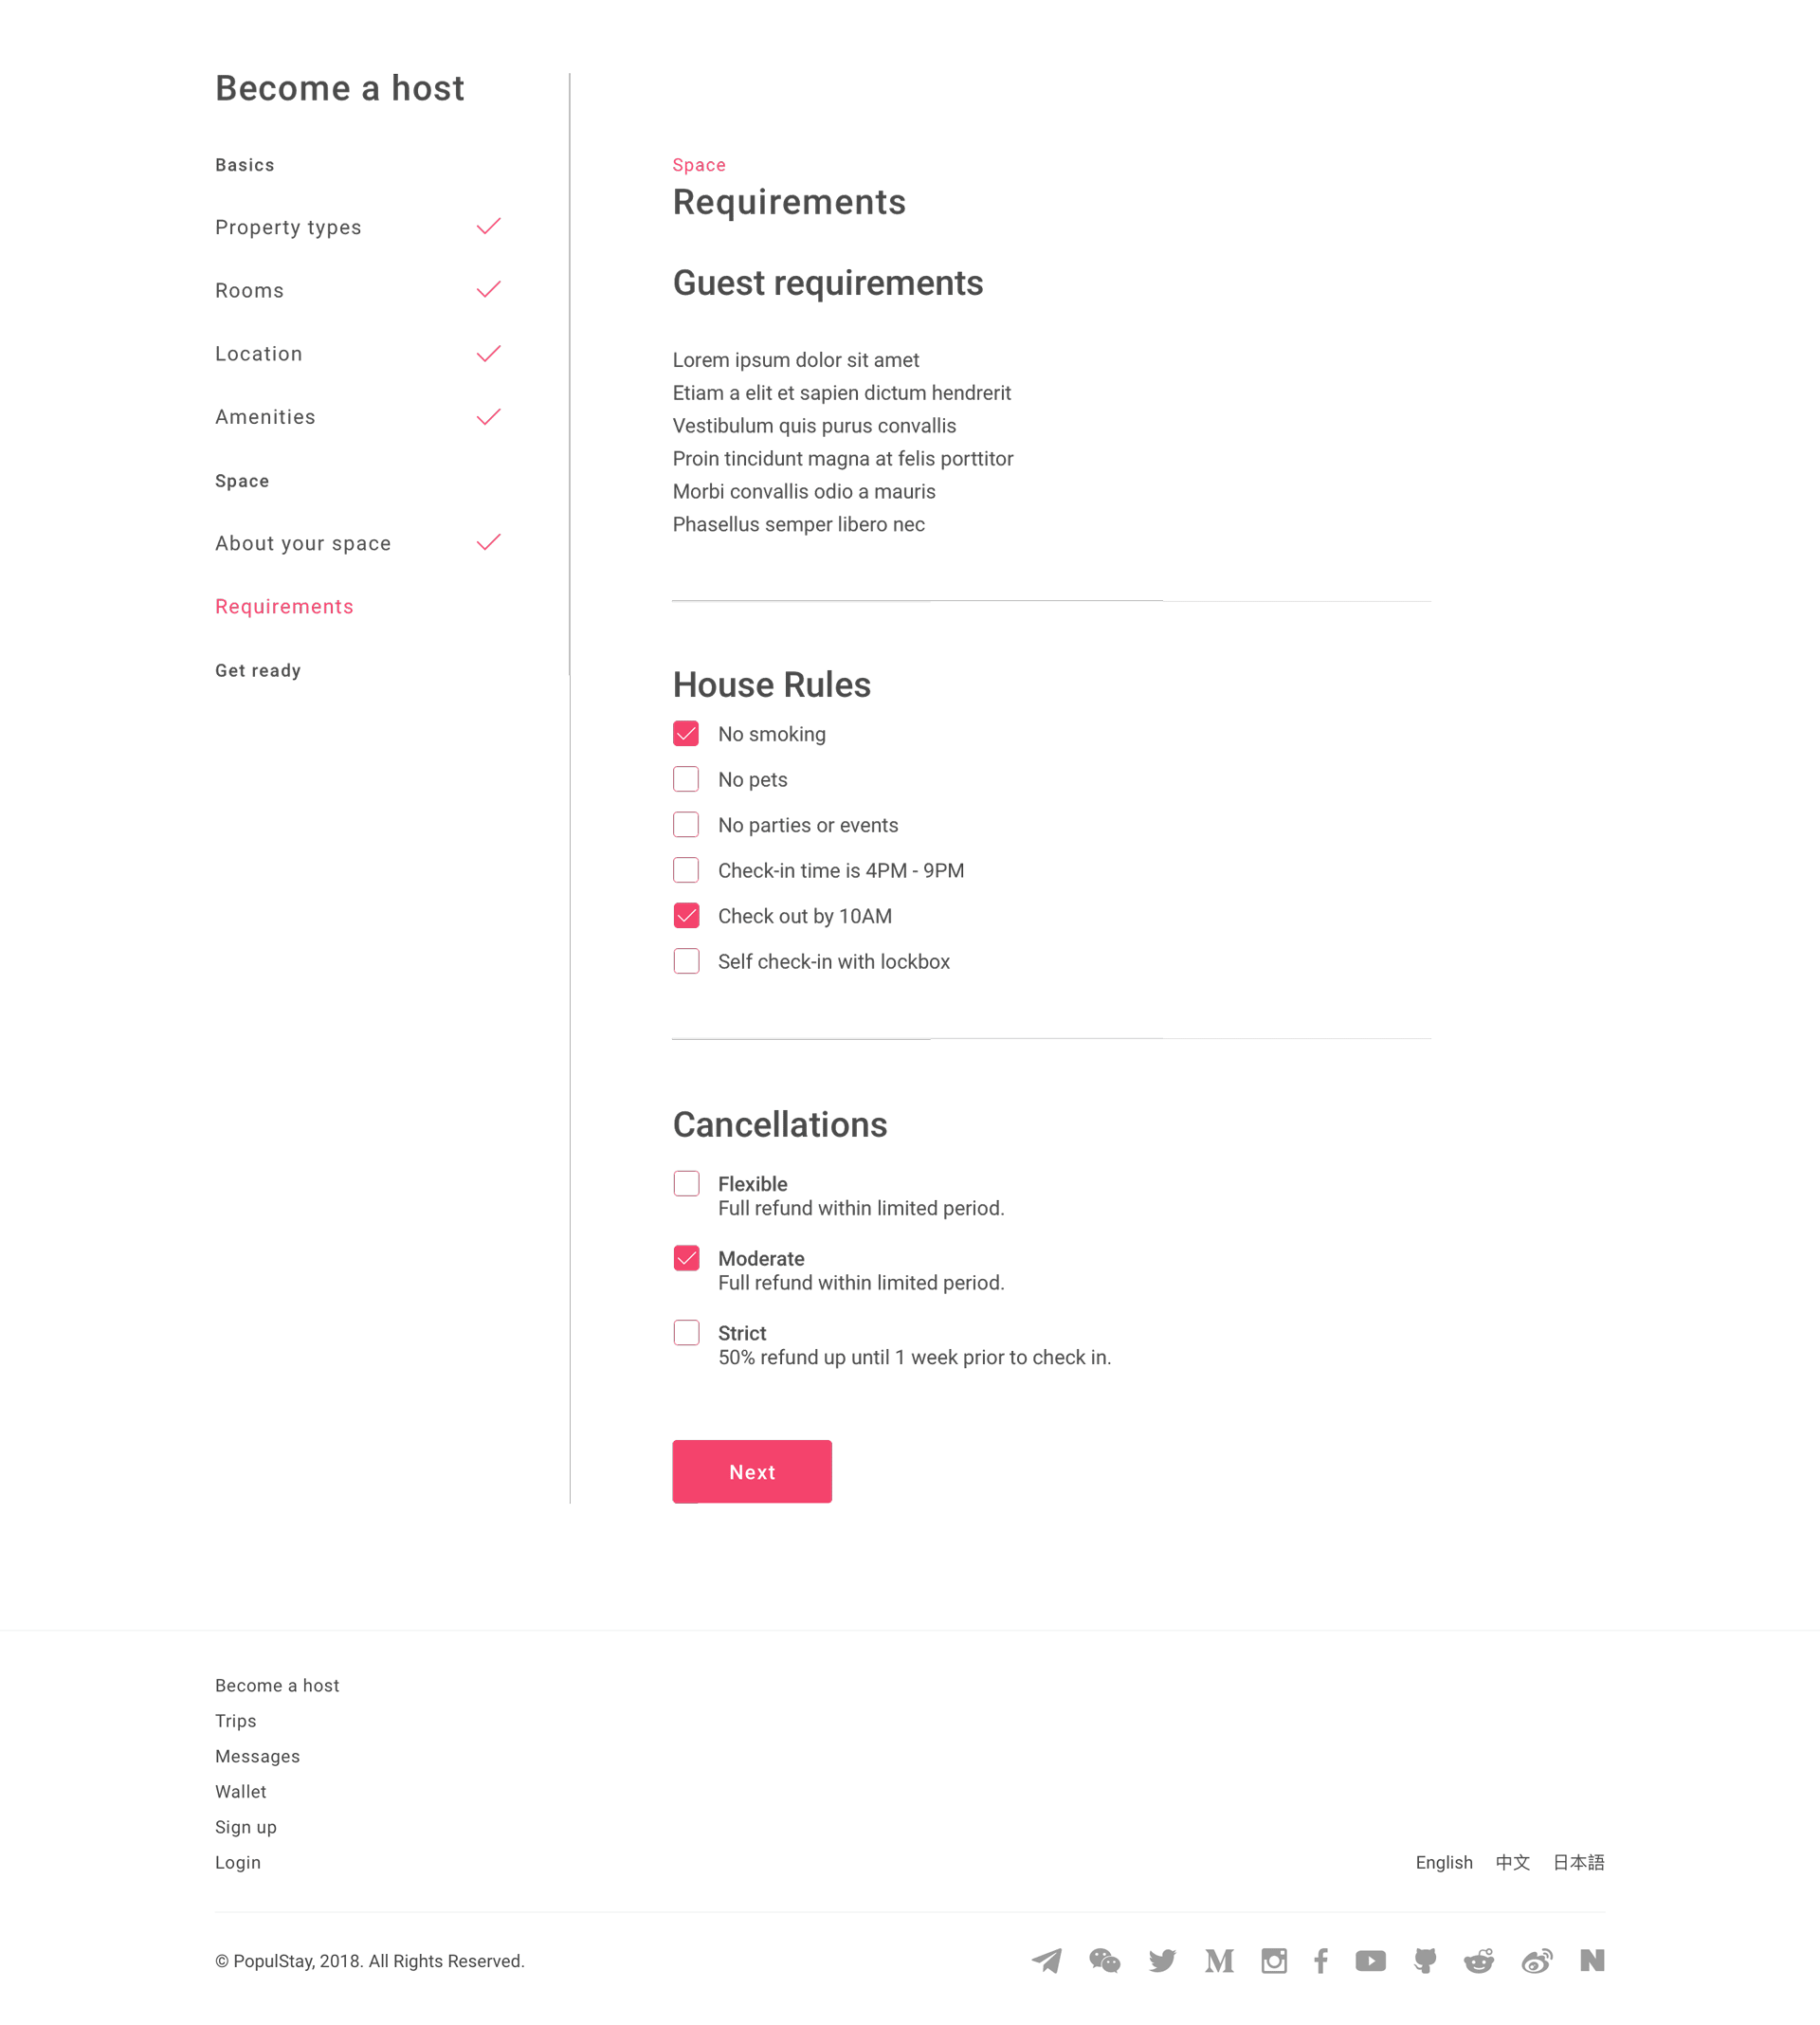 Become a host
Basics
Property types
Rooms
Location
Amenities
Space
About your space
Requirements
Get ready
Space
Requirements
Guest requirements
Lorem ipsum dolor sit amet
Etiam a elit et sapien dictum hendrerit
Vestibulum quis purus convallis
Proin tincidunt magna at felis porttitor
Morbi convallis odio a mauris
Phasellus semper libero nec
House Rules
No smoking
No pets
No parties or events
Check-in time is 4PM - 9PM
Check out by 10AM
Self check-in with lockbox
Cancellations
Flexible
Full refund within limited period.
Moderate
Full refund within limited period.
Strict
50% refund up until 1 week prior to check in.
Next
Become a host
Trips
Messages
Wallet
Sign up
Login
English 中文 日本語
© PopulStay, 2018. All Rights Reserved.